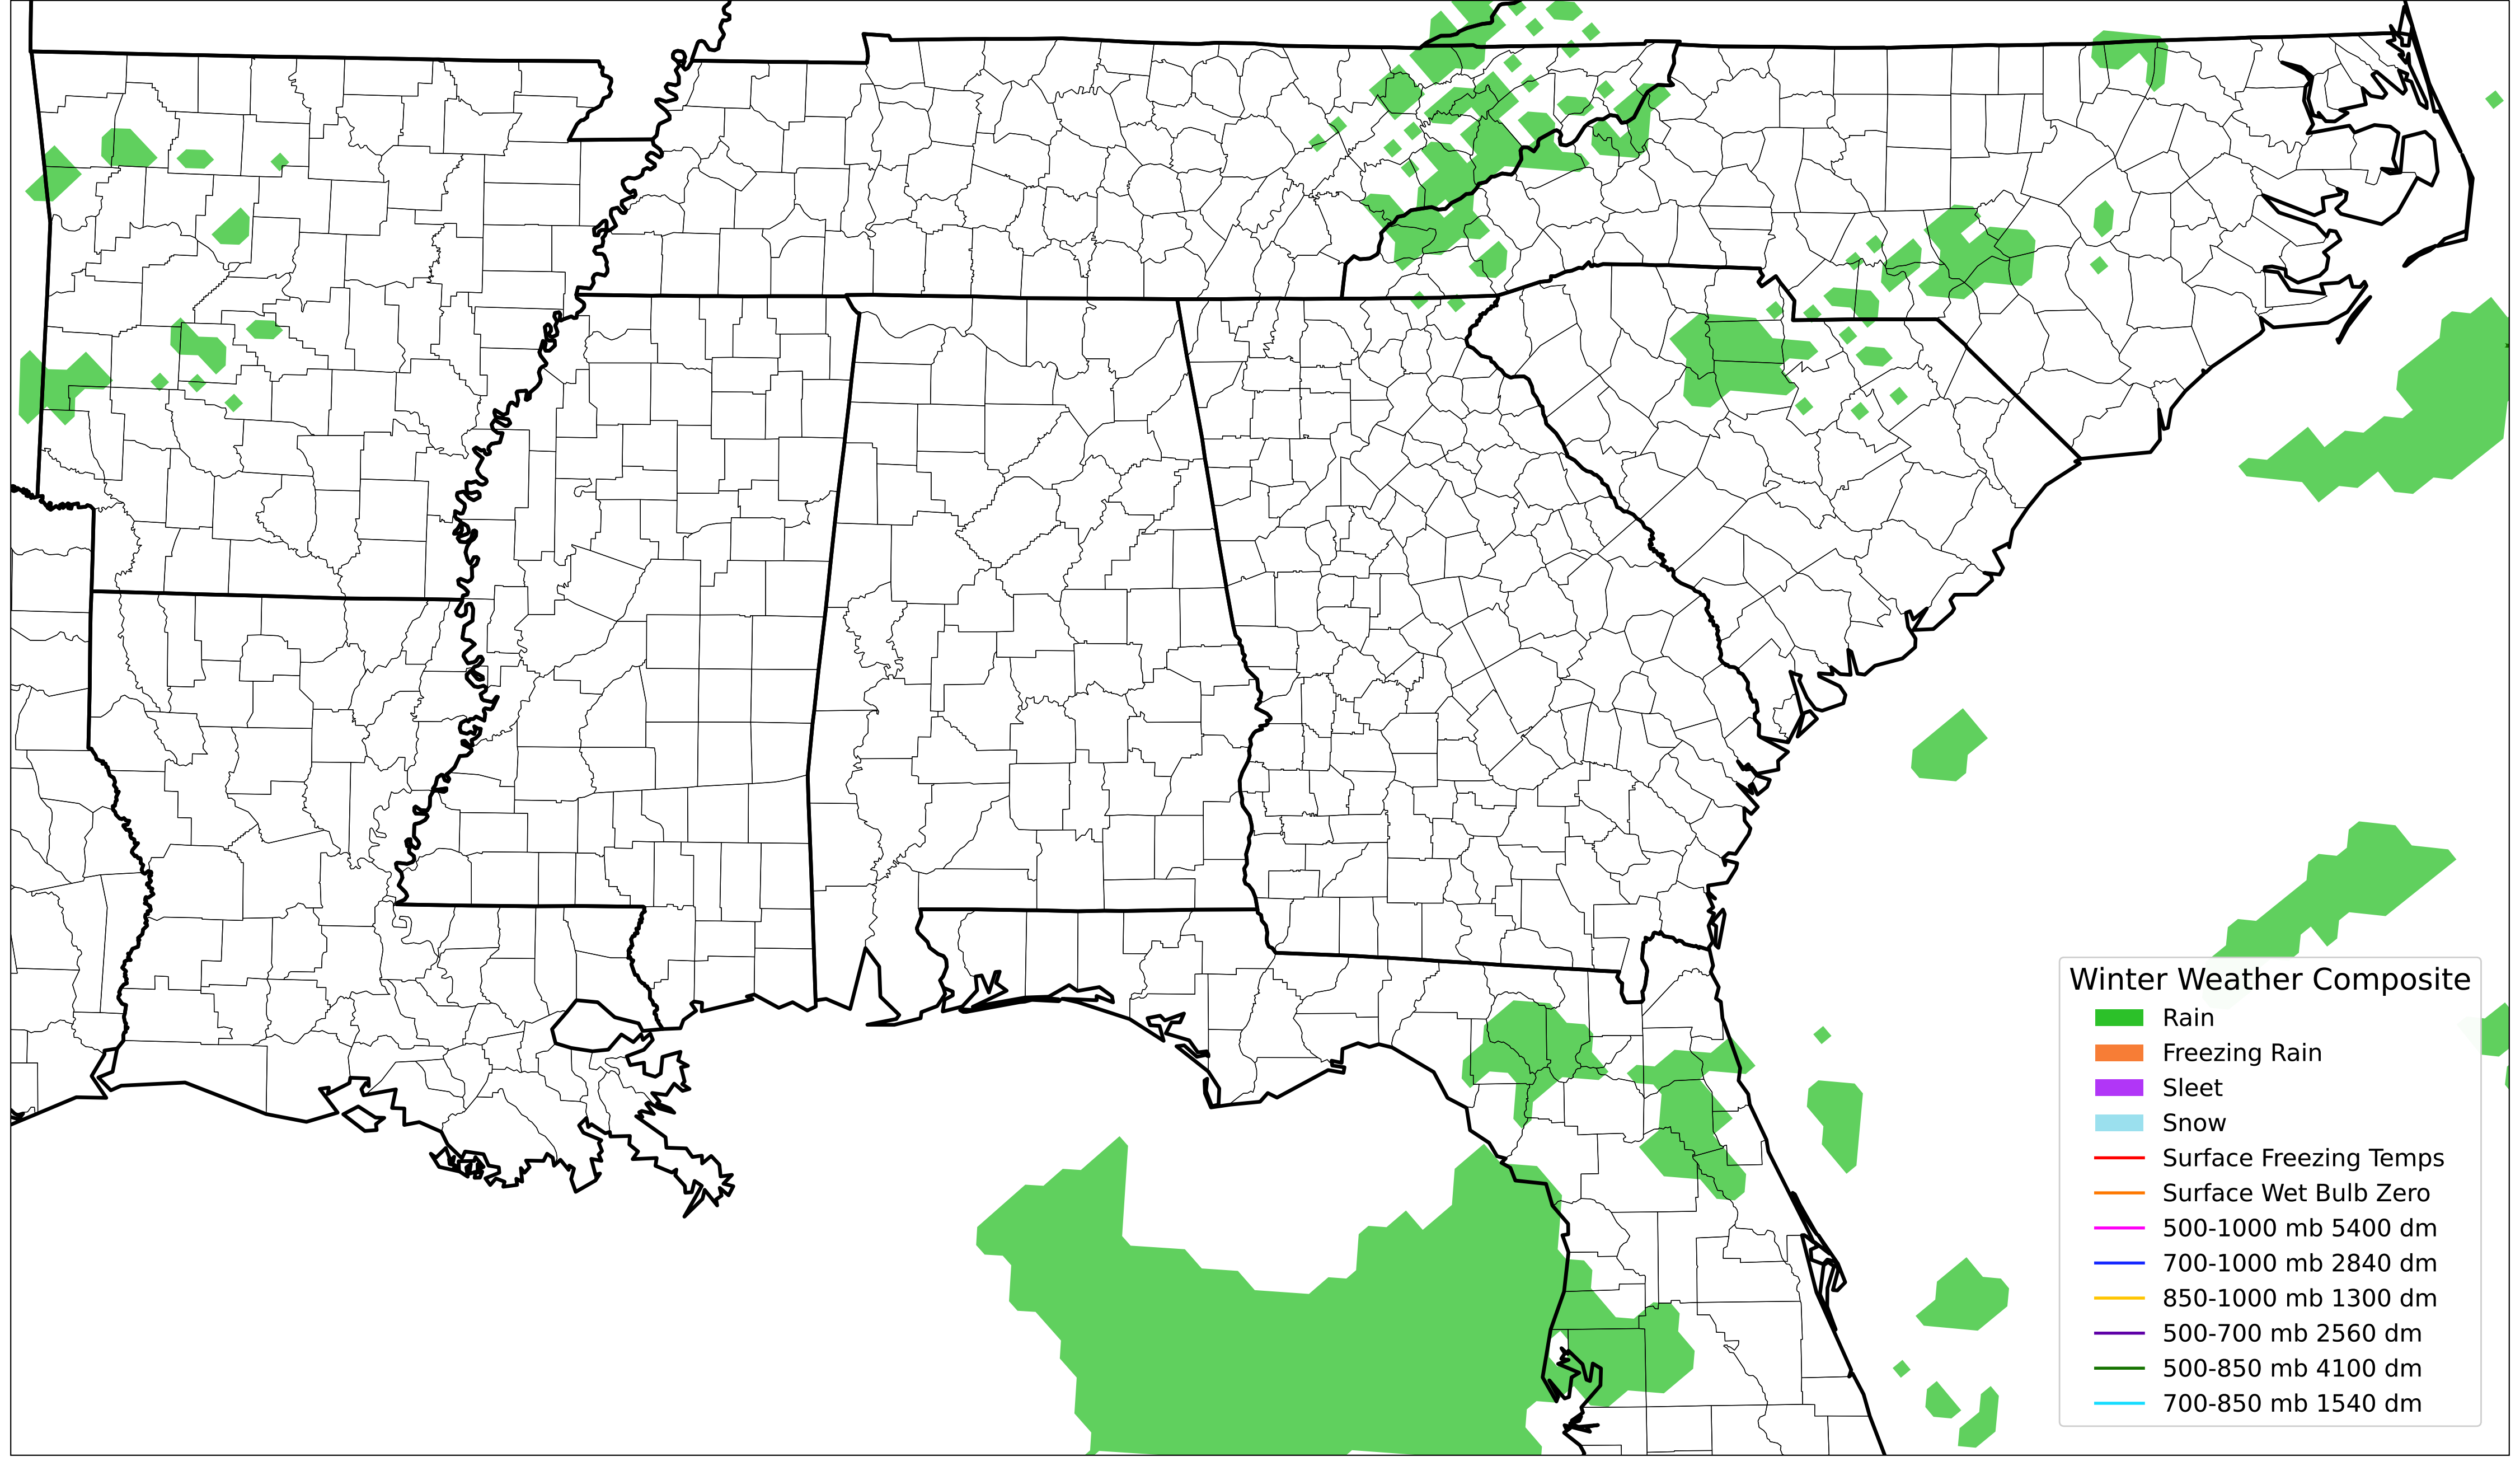 Winter Weather Composite
Rain
Freezing Rain
Sleet
Snow
Surface Freezing Temps
Surface Wet Bulb Zero
500-1000 mb 5400 dm
700-1000 mb 2840 dm
850-1000 mb 1300 dm
500-700 mb 2560 dm
500-850 mb 4100 dm
700-850 mb 1540 dm